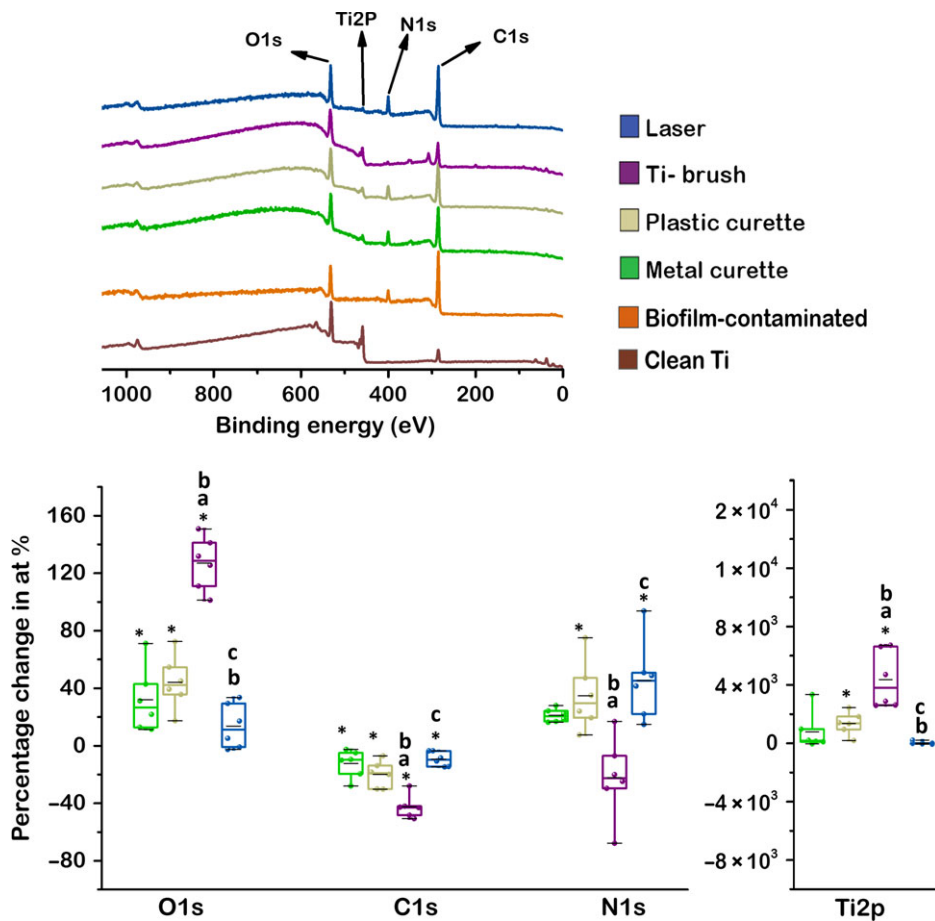 O1s
Ti2P
N1s
C1s
Laser
Ti- brush
Plastic curette
Metal curette
Biofilm-contaminated
Clean Ti
1000 800 600 400 200 0
Binding energy (eV)
Percentage change in at %
160
120
80
40
0
−40
−80
* * b a * c b
* * b a * c *
* b a c *
O1s C1s N1s
2 × 10⁴
1 × 10⁴
8 × 10³
4 × 10³
0
−4 × 10³
−8 × 10³
* b a * c b
Ti2p